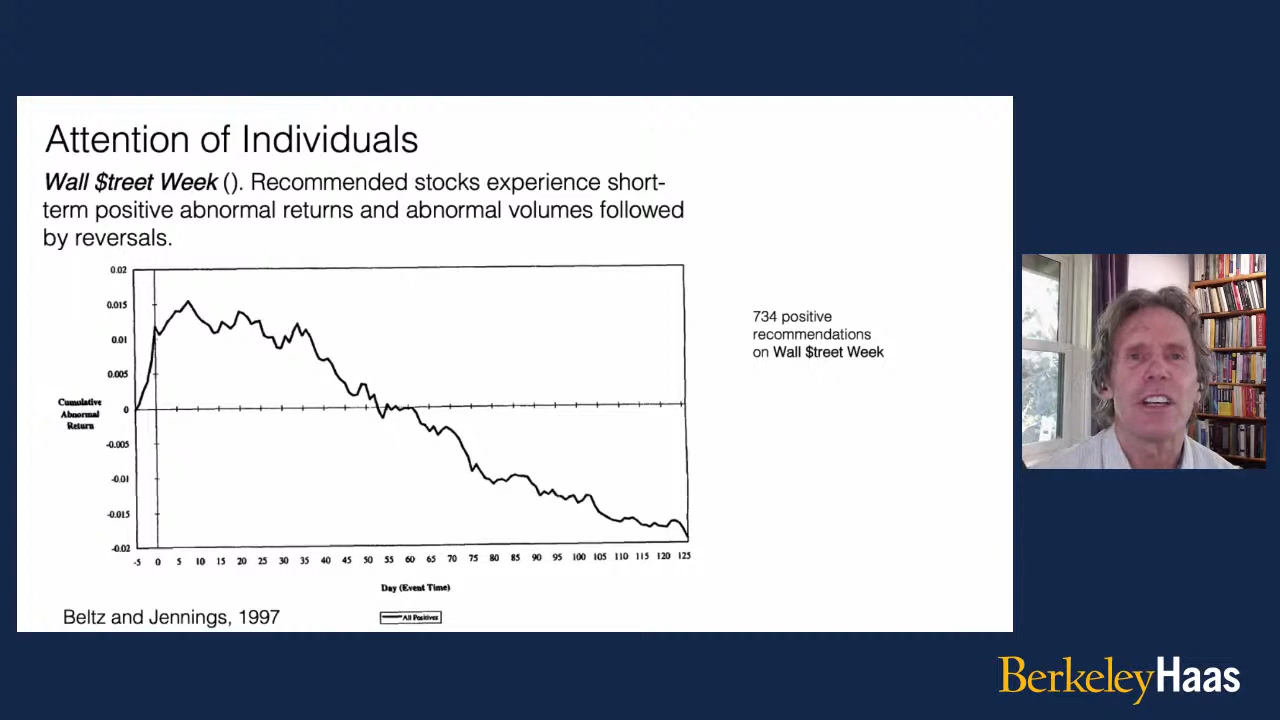 Attention of Individuals
Wall $treet Week (). Recommended stocks experience short-
term positive abnormal returns and abnormal volumes followed
by reversals.
0.02
0.015
0.01
0.005
0
-0.005
-0.01
-0.015
-0.02
Cumulative
Abnormal
Return
-5 0 5 10 15 20 25 30 35 40 45 50 55 60 65 70 75 80 85 90 95 100 105 110 115 120 125
Day (Event Time)
All Positives
734 positive
recommendations
on Wall $treet Week
Beltz and Jennings, 1997
BerkeleyHaas